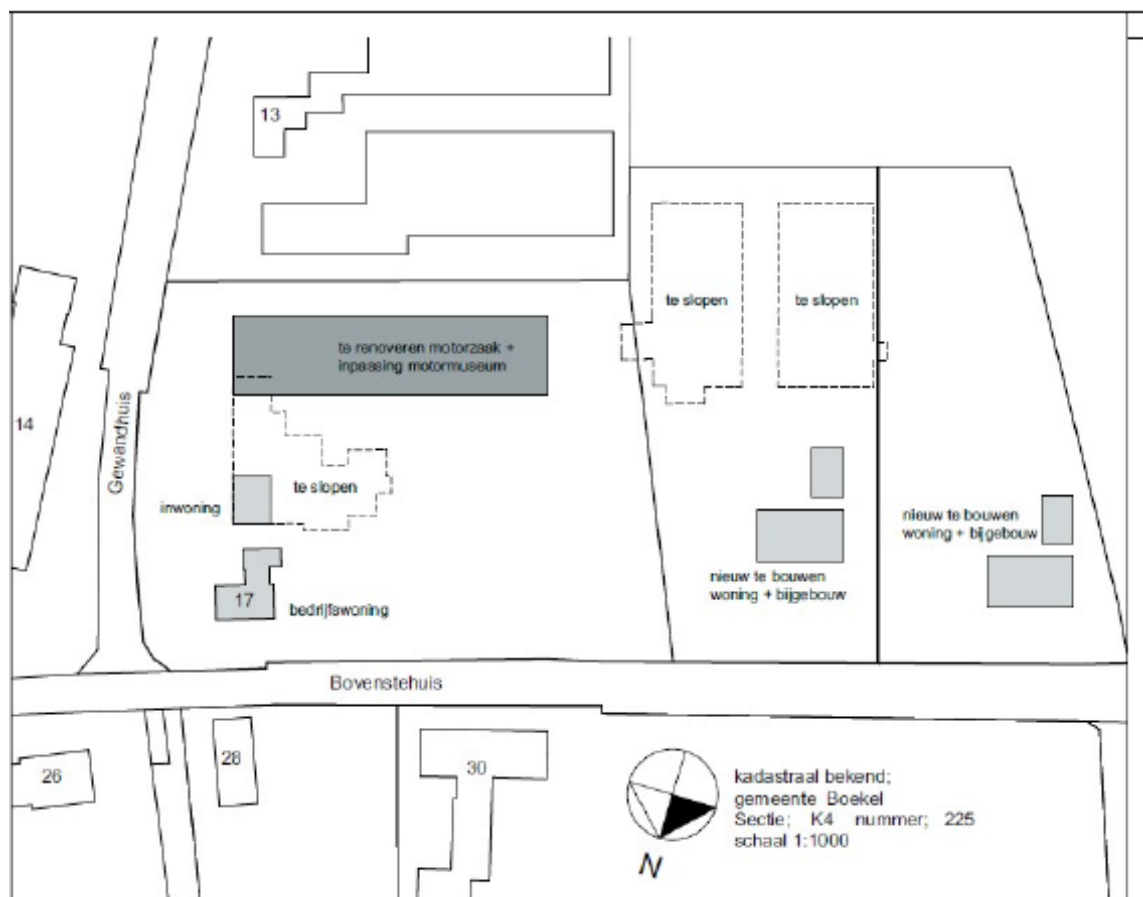 13
te slopen
te slopen
te renoveren motorzaak +
inpassing motormuseum
14
Gewandhuis
te slopen
inwoning
nieuw te bouwen
woning + bijgebouw
nieuw te bouwen
woning + bijgebouw
17
bedrijfswoning
Bovenstehuis
26
28
30
kadastraal bekend;
gemeente Boekel
Sectie; K4 nummer; 225
schaal 1:1000
N